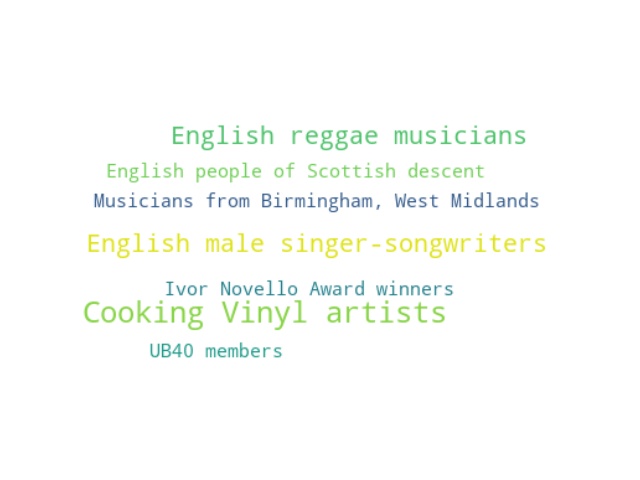 English reggae musicians
English people of Scottish descent
Musicians from Birmingham, West Midlands
English male singer-songwriters
Ivor Novello Award winners
Cooking Vinyl artists
UB40 members